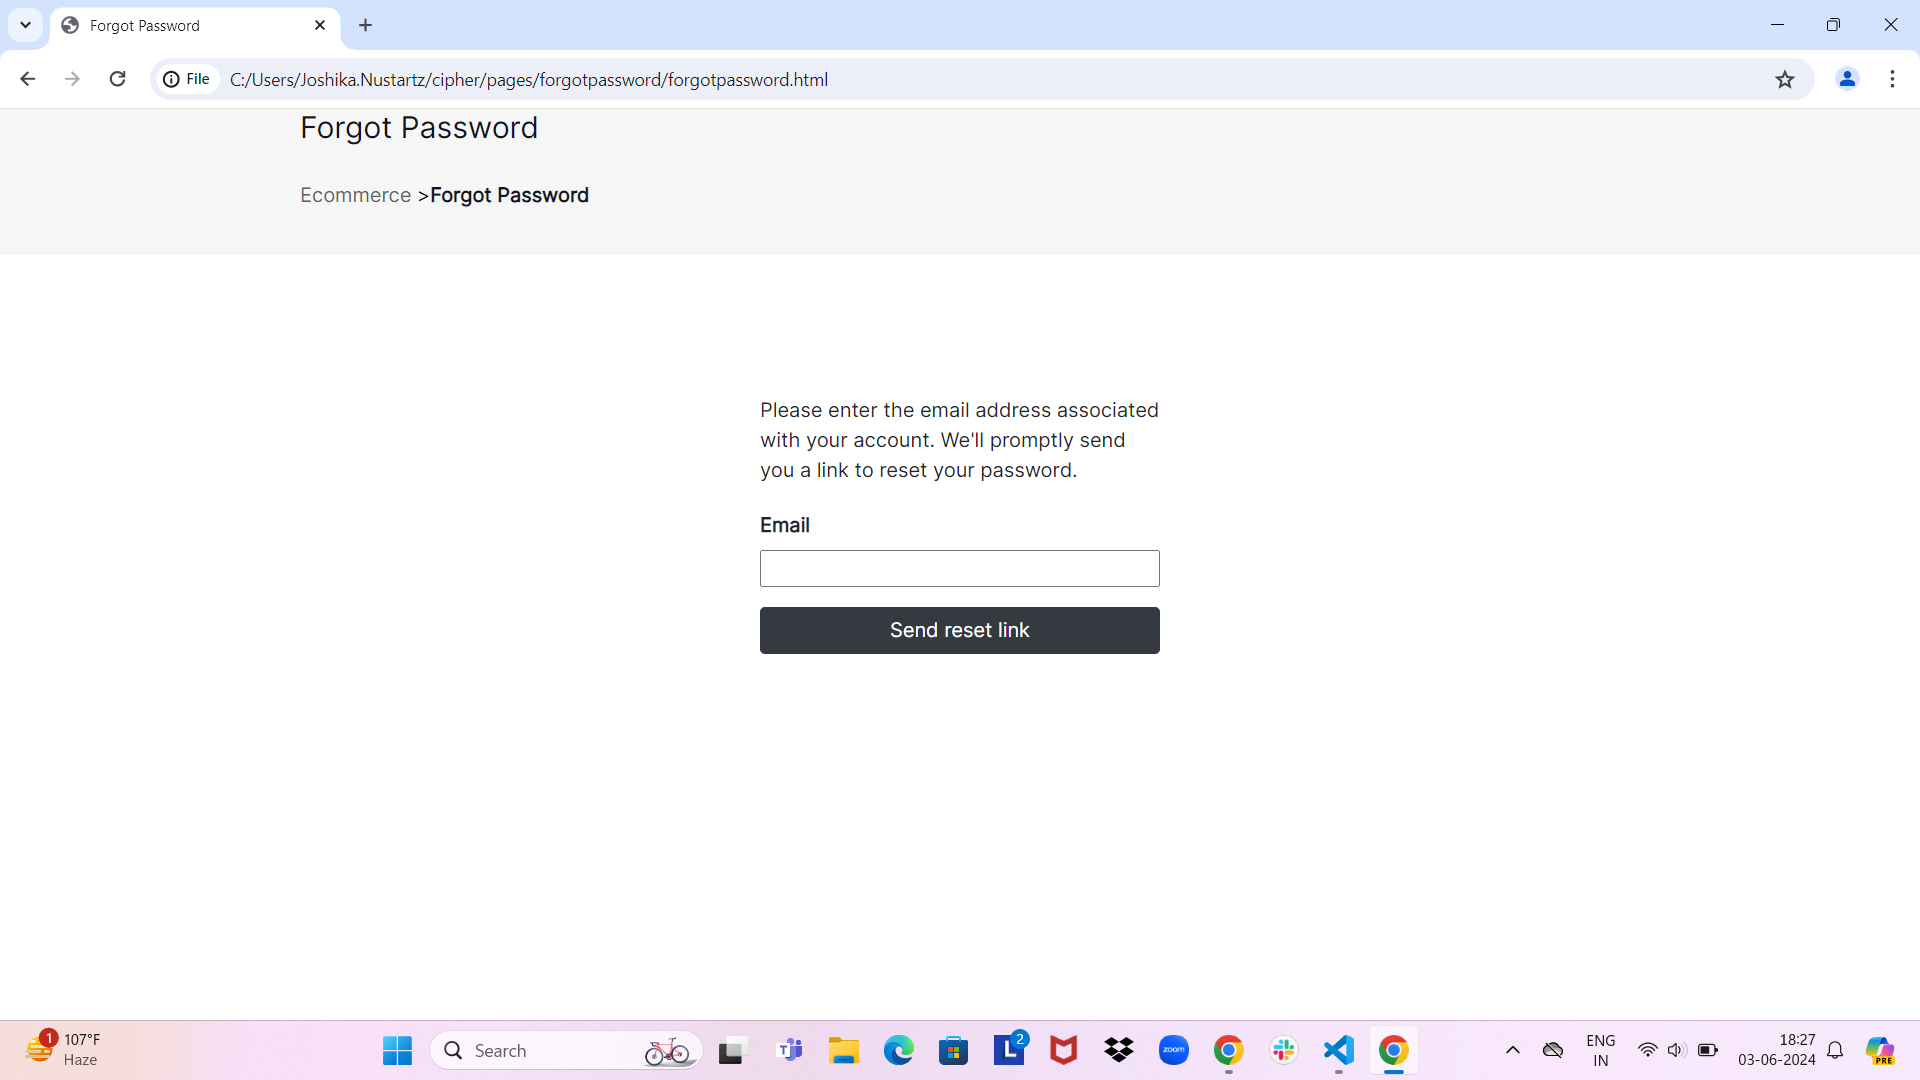 Forgot Password
File
C:/Users/Joshika.Nustartz/cipher/pages/forgotpassword/forgotpassword.html
Forgot Password
Ecommerce >Forgot Password
Please enter the email address associated
with your account. We'll promptly send
you a link to reset your password.
Email
Send reset link
1
107°F
Haze
Search
T
L
2
zoom
ENG
IN
18:27
03-06-2024
PRE